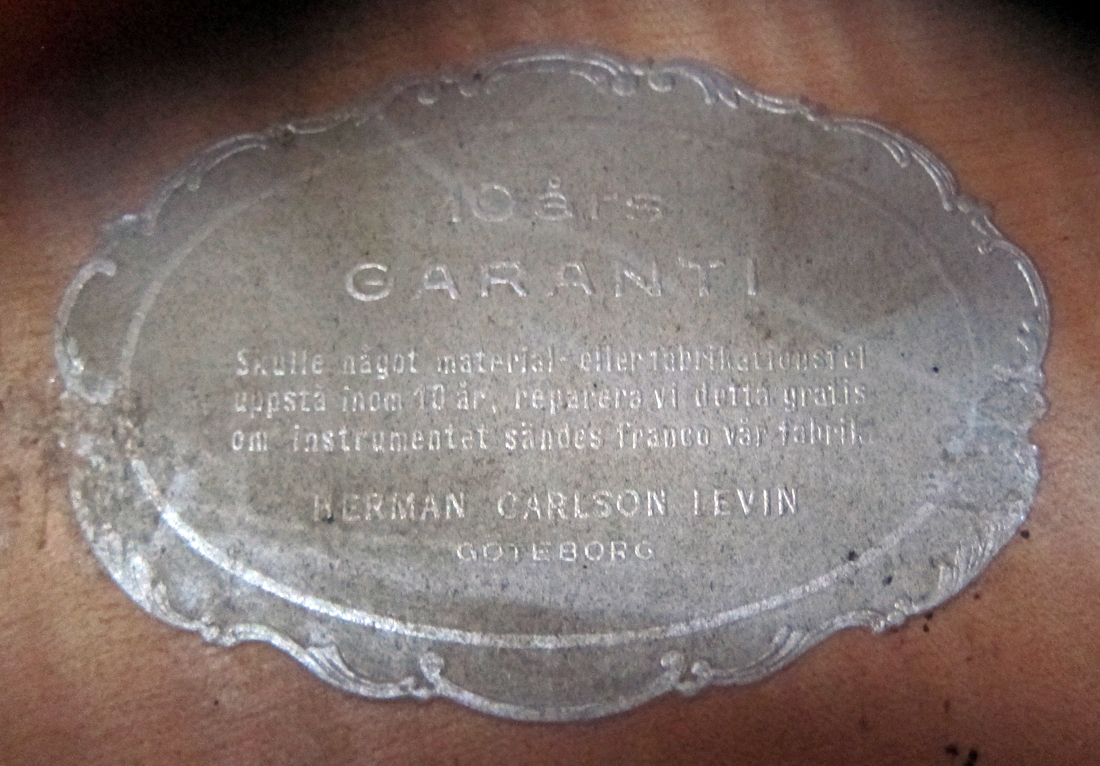 10 års
GARANTI
Skulle något material- eller fabrikationsfel
uppstå inom 10 år, reparera vi detta gratis
om instrumentet sändes franco vår fabrik.
HERMAN CARLSON LEVIN
GÖTEBORG